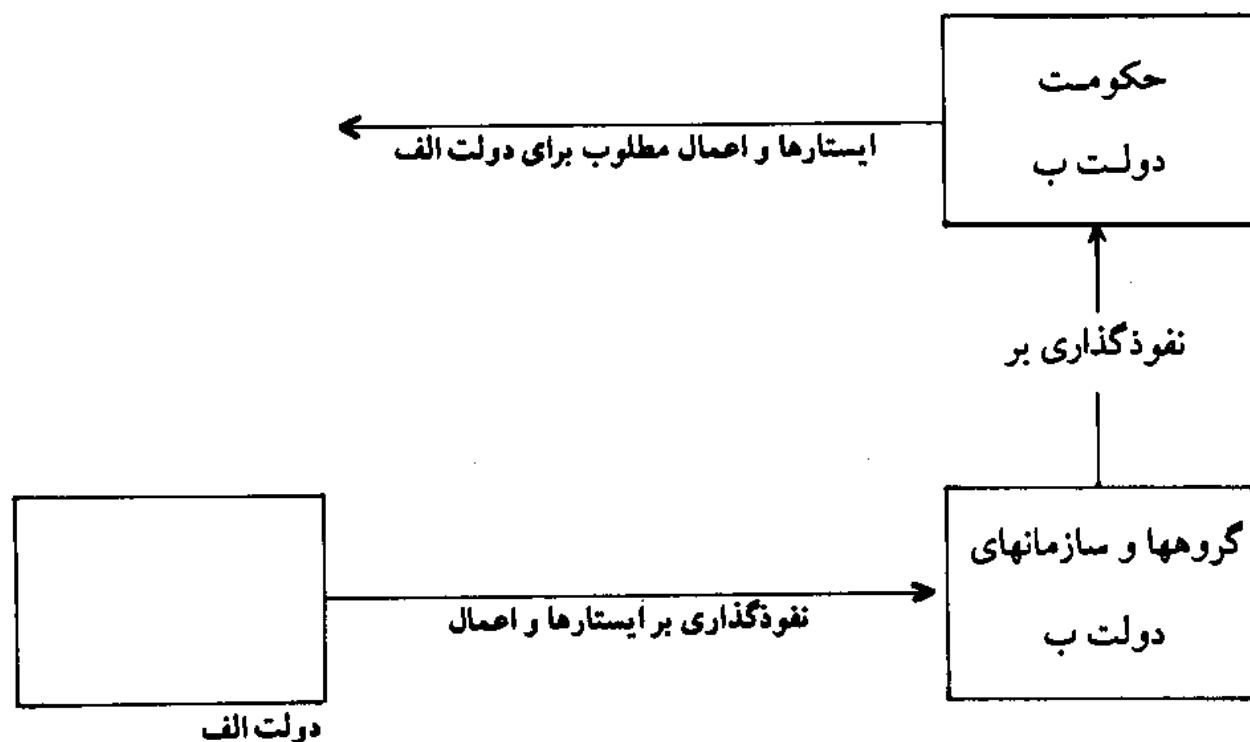 حکومت
دولت ب
ایستارها و اعمال مطلوب برای دولت الف
نفوذگذاری بر
گروهها و سازمانهای
دولت ب
نفوذگذاری بر ایستارها و اعمال
دولت الف